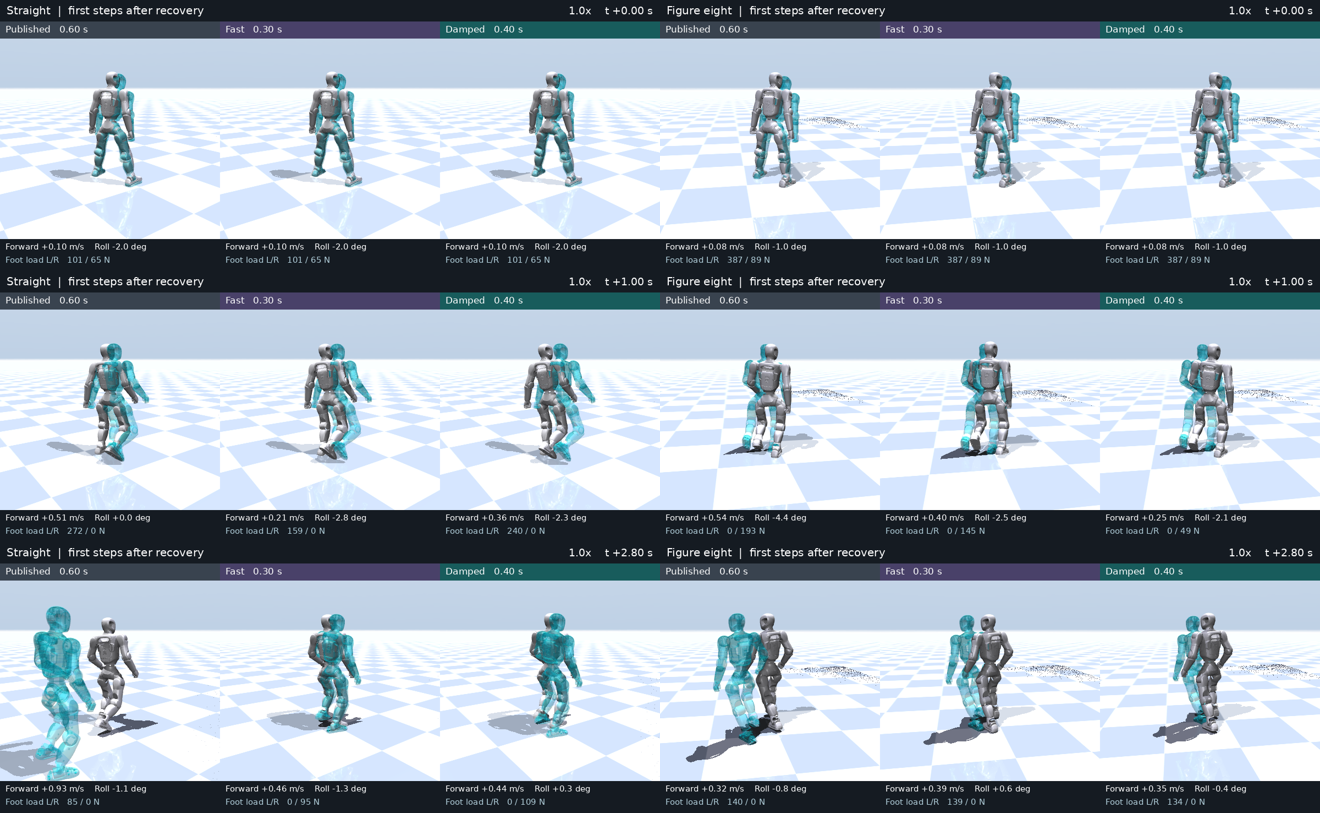 Straight | first steps after recovery 1.0x t +0.00 s Figure eight | first steps after recovery 1.0x t +0.00 s
Published 0.60 s Fast 0.30 s Damped 0.40 s Published 0.60 s Fast 0.30 s Damped 0.40 s
Forward +0.10 m/s Roll -2.0 deg Forward +0.10 m/s Roll -2.0 deg Forward +0.10 m/s Roll -2.0 deg Forward +0.08 m/s Roll -1.0 deg Forward +0.08 m/s Roll -1.0 deg Forward +0.08 m/s Roll -1.0 deg
Foot load L/R 101 / 65 N Foot load L/R 101 / 65 N Foot load L/R 101 / 65 N Foot load L/R 387 / 89 N Foot load L/R 387 / 89 N Foot load L/R 387 / 89 N
Straight | first steps after recovery 1.0x t +1.00 s Figure eight | first steps after recovery 1.0x t +1.00 s
Published 0.60 s Fast 0.30 s Damped 0.40 s Published 0.60 s Fast 0.30 s Damped 0.40 s
Forward +0.51 m/s Roll +0.0 deg Forward +0.21 m/s Roll -2.8 deg Forward +0.36 m/s Roll -2.3 deg Forward +0.54 m/s Roll -4.4 deg Forward +0.40 m/s Roll -2.5 deg Forward +0.25 m/s Roll -2.1 deg
Foot load L/R 272 / 0 N Foot load L/R 159 / 0 N Foot load L/R 240 / 0 N Foot load L/R 0 / 193 N Foot load L/R 0 / 145 N Foot load L/R 0 / 49 N
Straight | first steps after recovery 1.0x t +2.80 s Figure eight | first steps after recovery 1.0x t +2.80 s
Published 0.60 s Fast 0.30 s Damped 0.40 s Published 0.60 s Fast 0.30 s Damped 0.40 s
Forward +0.93 m/s Roll -1.1 deg Forward +0.46 m/s Roll -1.3 deg Forward +0.44 m/s Roll +0.3 deg Forward +0.32 m/s Roll -0.8 deg Forward +0.39 m/s Roll +0.6 deg Forward +0.35 m/s Roll -0.4 deg
Foot load L/R 85 / 0 N Foot load L/R 0 / 95 N Foot load L/R 0 / 109 N Foot load L/R 140 / 0 N Foot load L/R 139 / 0 N Foot load L/R 134 / 0 N